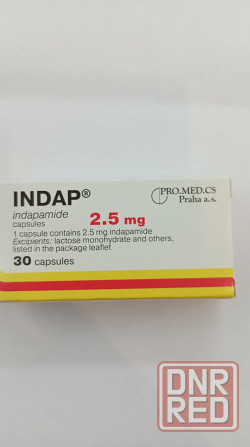 INDAP®
PRO.MED.CS
Praha a.s.
indapamide
capsules
2.5 mg
1 capsule contains 2.5 mg indapamide
Excipients: lactose monohydrate and others,
listed in the package leaflet
30 capsules
DNR
RED